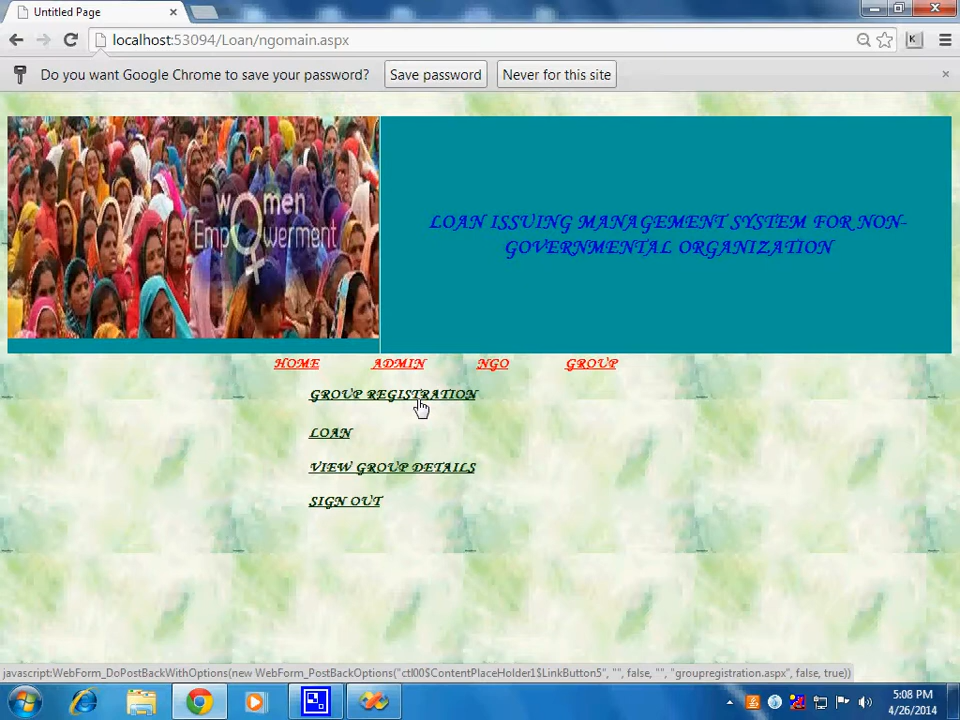 Untitled Page
localhost:53094/Loan/ngomain.aspx
Do you want Google Chrome to save your password? Save password Never for this site
women
Empowerment
LOAN ISSUING MANAGEMENT SYSTEM FOR NON-
GOVERNMENTAL ORGANIZATION
HOME ADMIN NGO GROUP
GROUP REGISTRATION
LOAN
VIEW GROUP DETAILS
SIGN OUT
javascript:WebForm_DoPostBackWithOptions(new WebForm_PostBackOptions("ctl00$ContentPlaceHolder1$LinkButton5", "", false, "", "groupregistration.aspx", false, true))
5:08 PM
4/26/2014